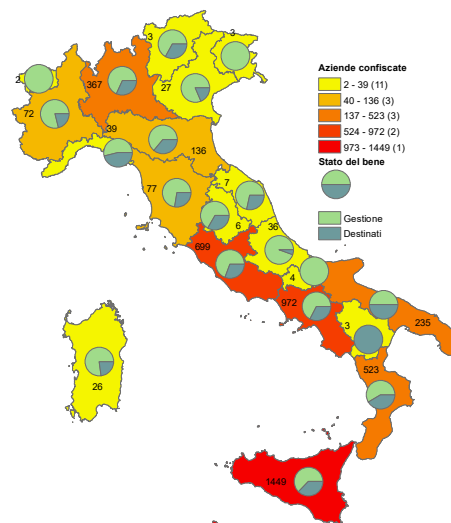 3
3
2
367
27
72
39
136
77
7
6
36
699
4
972
3
235
26
523
1449
Aziende confiscate
2 - 39 (11)
40 - 136 (3)
137 - 523 (3)
524 - 972 (2)
973 - 1449 (1)
Stato del bene
Gestione
Destinati